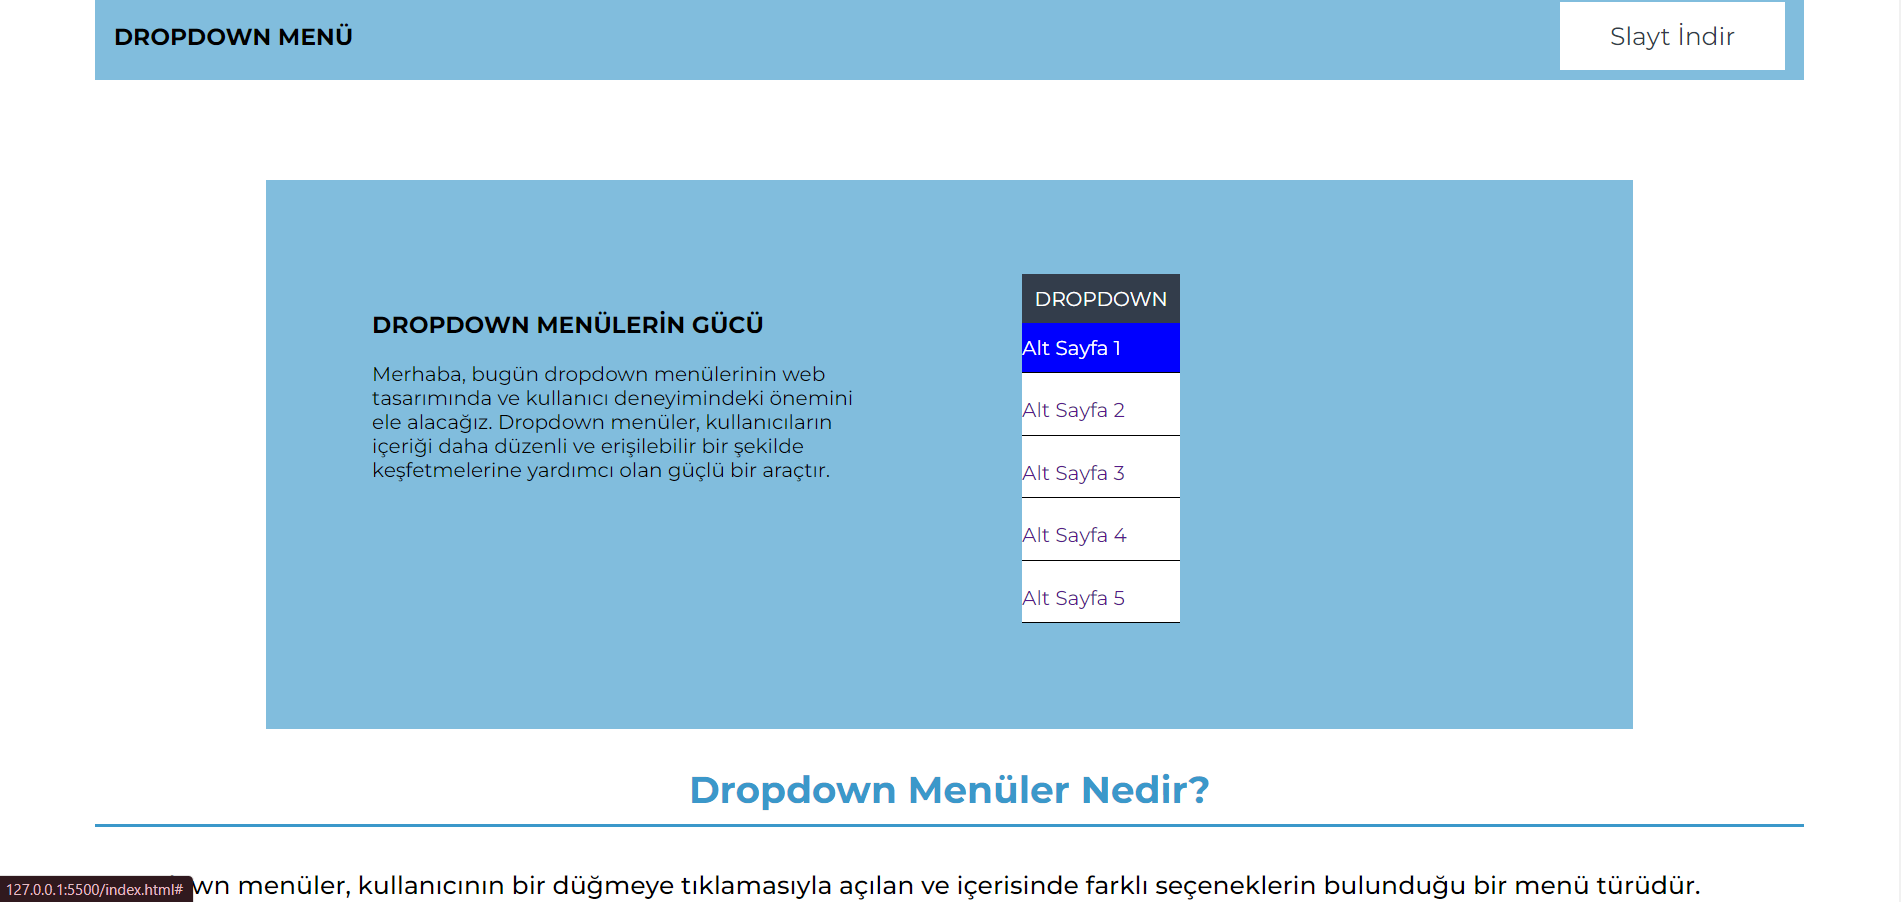 DROPDOWN MENÜ
Slayt İndir
DROPDOWN MENÜLERİN GÜCÜ
Merhaba, bugün dropdown menülerinin web
tasarımında ve kullanıcı deneyimindeki önemini
ele alacağız. Dropdown menüler, kullanıcıların
içeriği daha düzenli ve erişilebilir bir şekilde
keşfetmelerine yardımcı olan güçlü bir araçtır.
DROPDOWN
Alt Sayfa 1
Alt Sayfa 2
Alt Sayfa 3
Alt Sayfa 4
Alt Sayfa 5
Dropdown Menüler Nedir?
wn menüler, kullanıcının bir düğmeye tıklamasıyla açılan ve içerisinde farklı seçeneklerin bulunduğu bir menü türüdür.
127.0.0.1:5500/index.html#